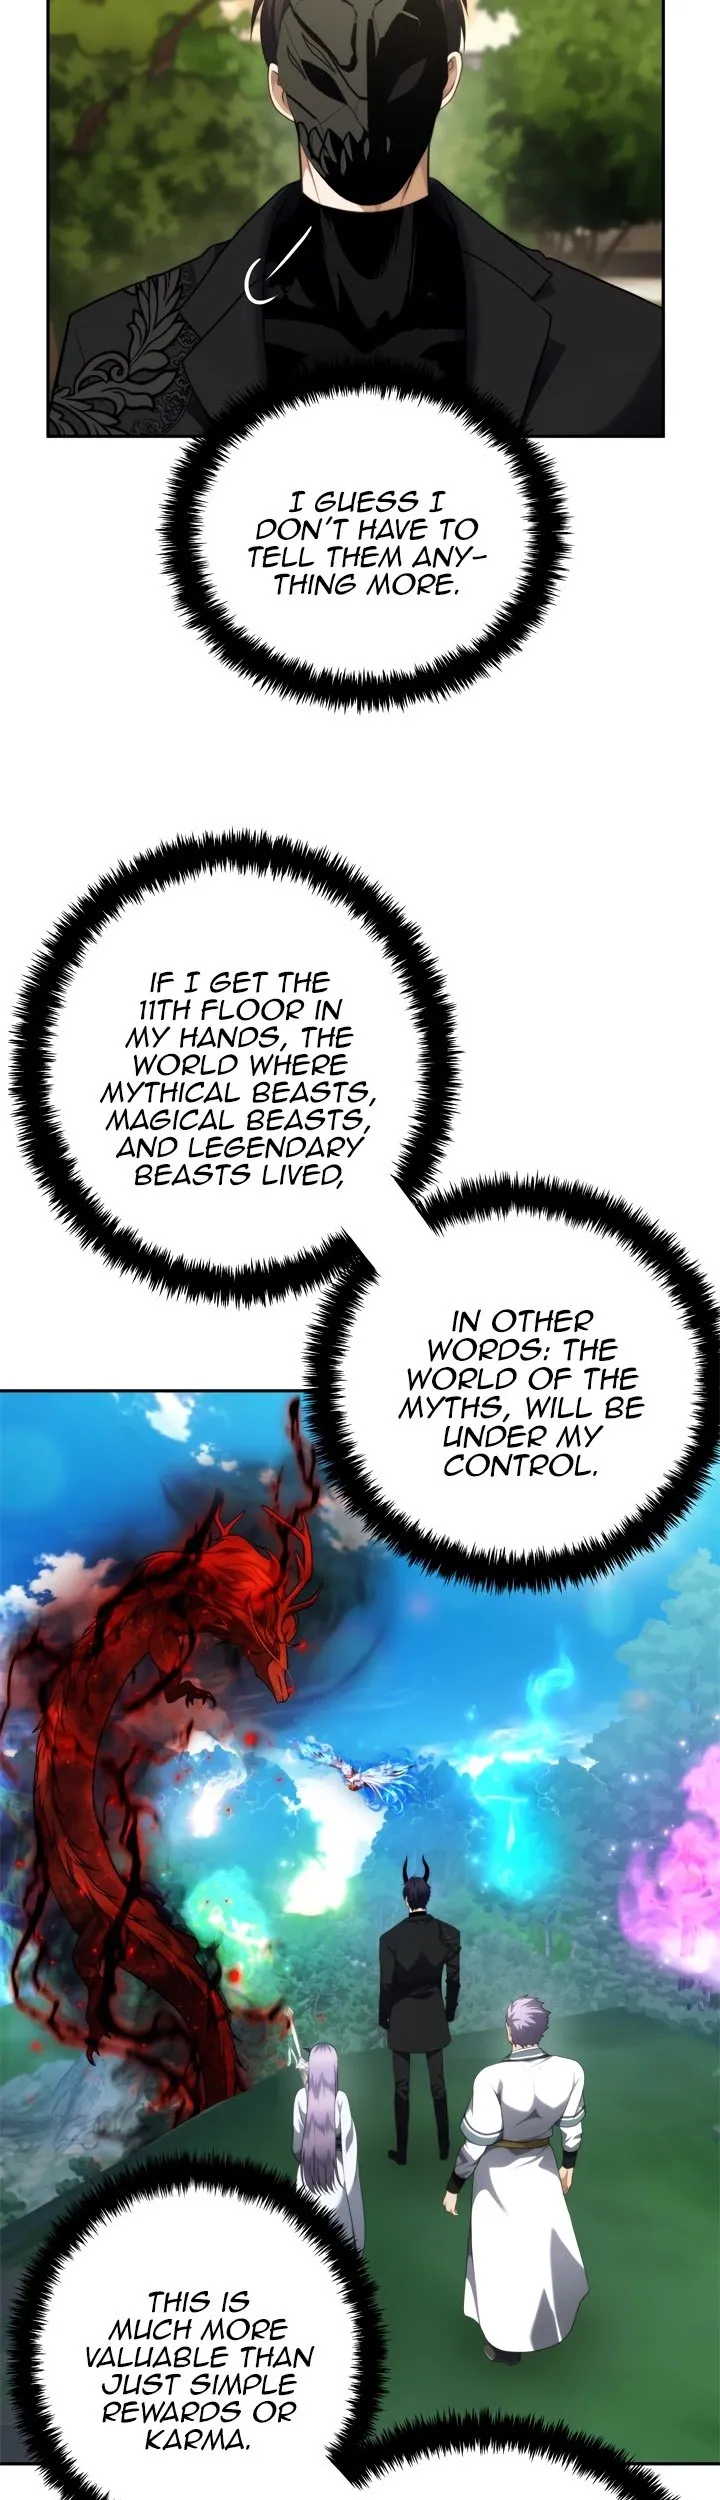 I GUESS I
DON'T HAVE TO
TELL THEM ANY-
THING MORE.
IF I GET THE
11TH FLOOR IN
MY HANDS, THE
WORLD WHERE
MYTHICAL BEASTS,
MAGICAL BEASTS,
AND LEGENDARY
BEASTS LIVED,
IN OTHER
WORDS: THE
WORLD OF THE
MYTHS, WILL BE
UNDER MY
CONTROL.
THIS IS
MUCH MORE
VALUABLE THAN
JUST SIMPLE
REWARDS OR
KARMA.